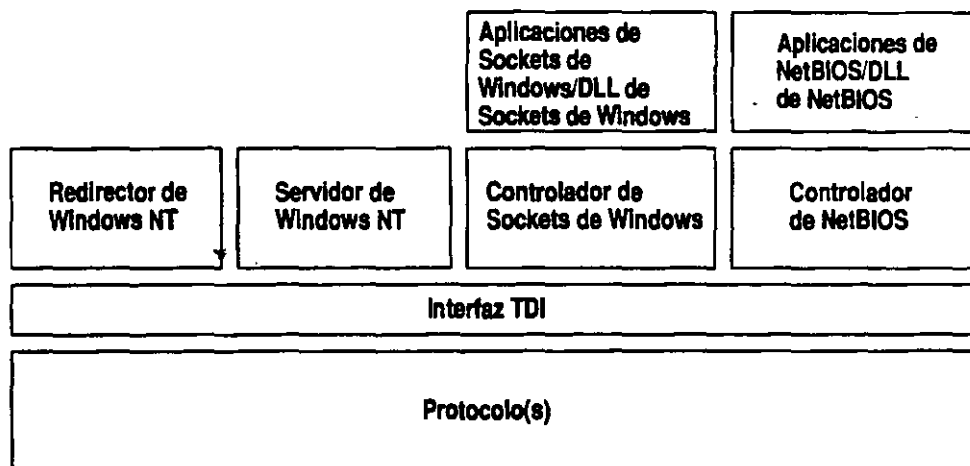 Aplicaciones de
Sockets de
Windows/DLL de
Sockets de Windows
Aplicaciones de
NetBIOS/DLL
de NetBIOS
Redirector de
Windows NT
Servidor de
Windows NT
Controlador de
Sockets de Windows
Controlador
de NetBIOS
Interfaz TDI
Protocolo(s)